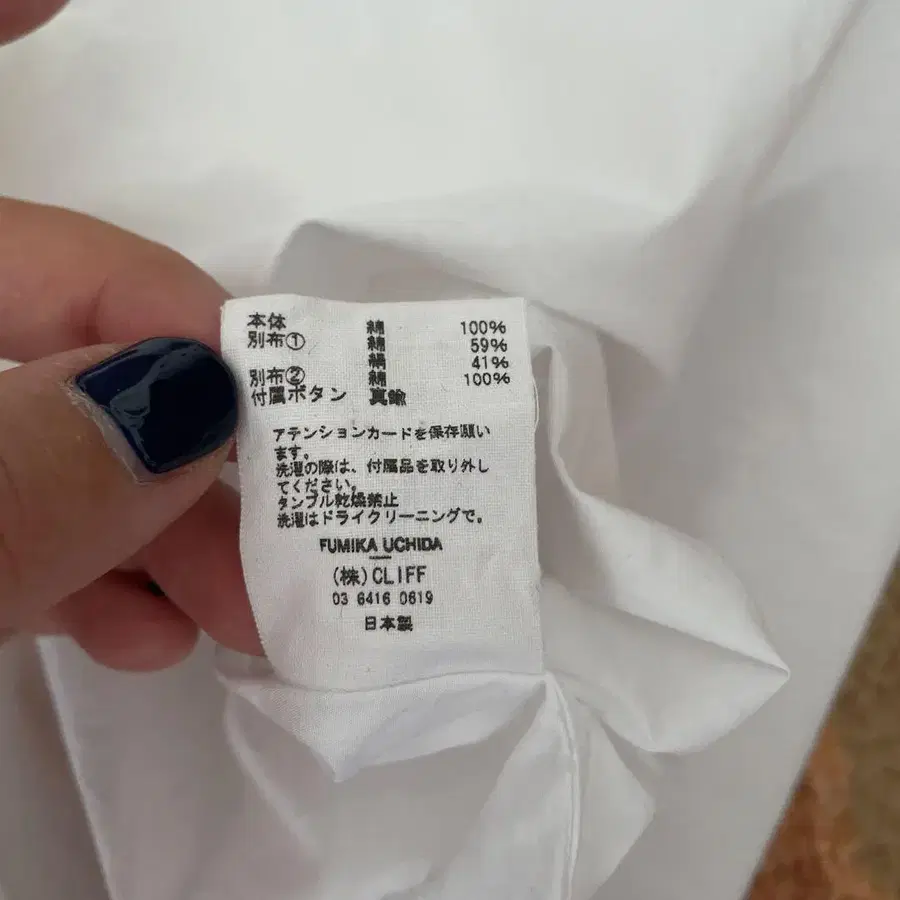 本体 綿 100%
別布① 綿 59%
絹 41%
別布② 綿 100%
付属ボタン 真鍮
アテンションカードを保存願い
ます。
洗濯の際は、付属品を取り外し
てください。
タンブル乾燥禁止
洗濯はドライクリーニングで。
FUMIKA UCHIDA
(株)CLIFF
03 6416 0619
日本製